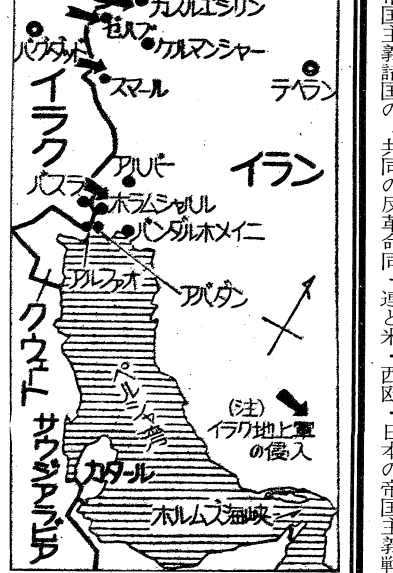 カスルエシリン
ゼルプ
バグダッド
ケルマンシャー
スマール
テヘラン
イラク
アルバー
イラン
バスラ
ホラムシャハル
バンダルホメイニ
アルファオ
アバダン
クウェート
ペルシャ湾
(注)
イラク地上軍
の侵入
サウジアラビア
カタール
ホルムズ海峡
帝国主義諸国の
共同の反革命同
連と米・西欧・日本の帝国主義戦